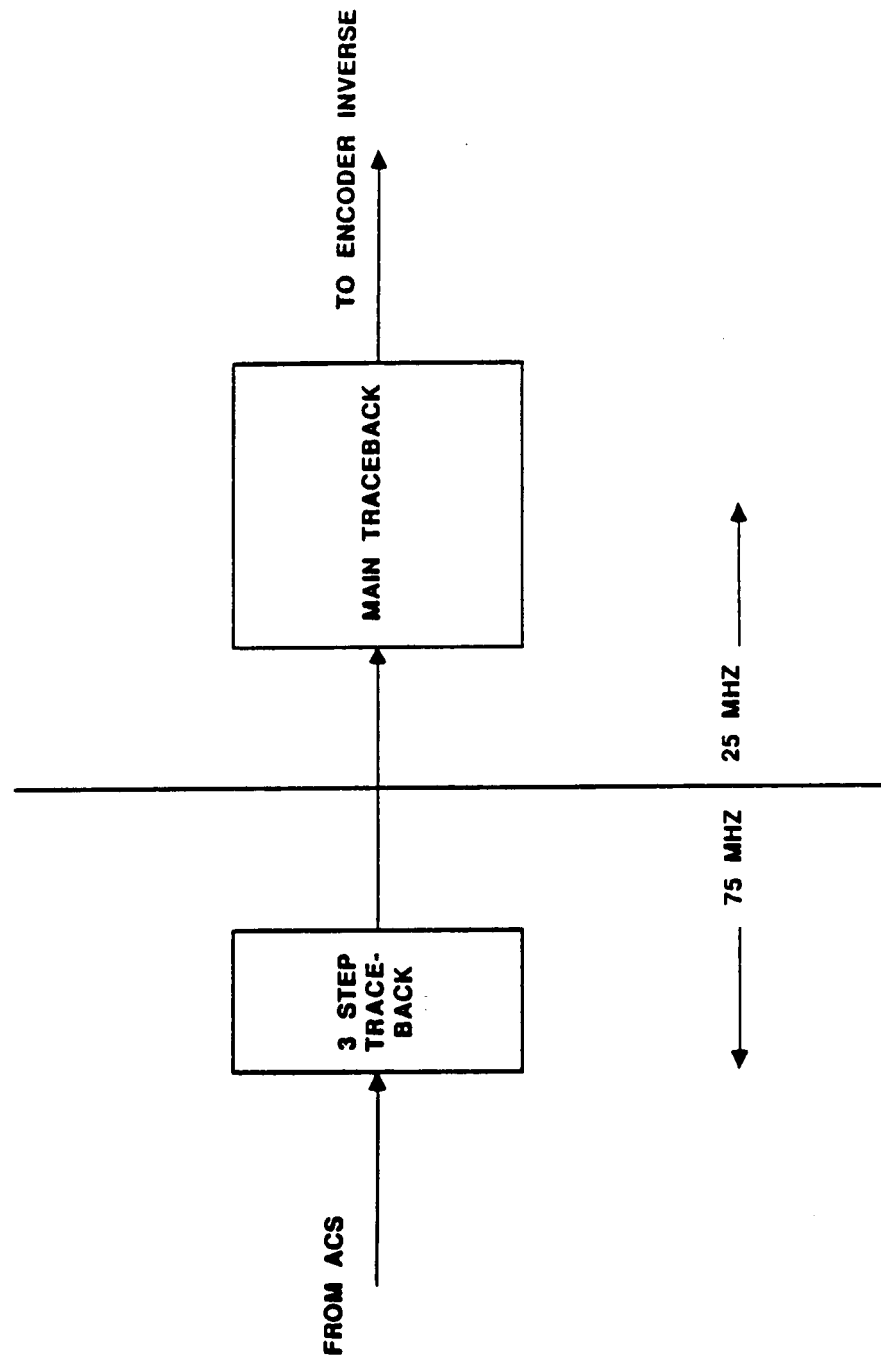 FROM ACS
3 STEP
TRACE-
BACK
MAIN TRACEBACK
TO ENCODER INVERSE
75 MHZ
25 MHZ